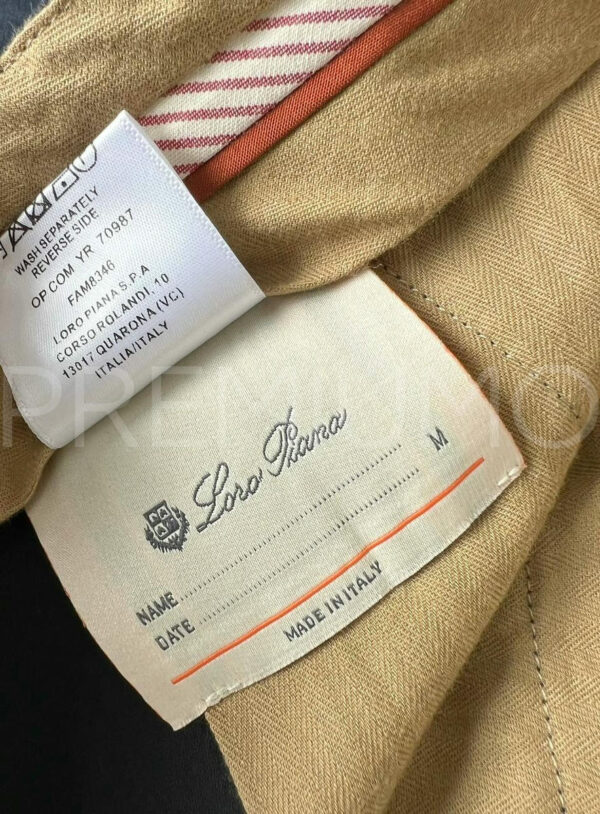 WASH SEPARATELY
REVERSE SIDE
OP COM YR 70987
FAM8346
LORO PIANA S.P.A
CORSO ROLANDI, 10
13017 QUARONA (VC)
ITALIA/ITALY
PREMIUMO
Loro Piana
M
NAME
DATE
MADE IN ITALY